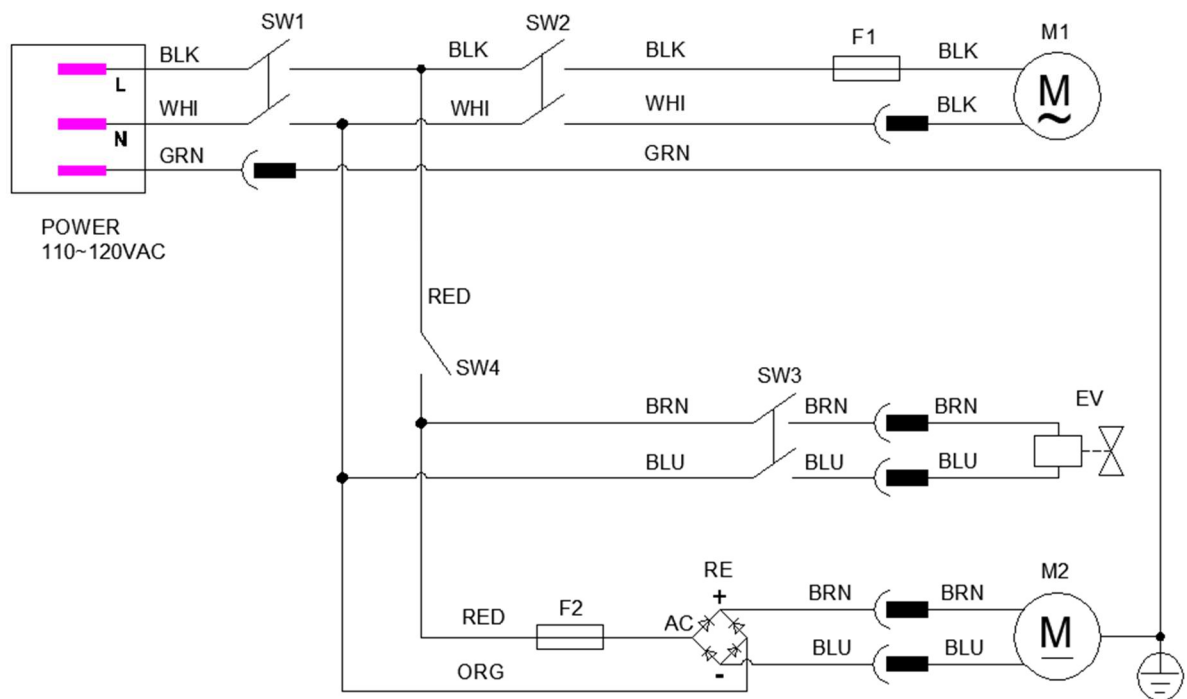 SW1
SW2
F1
M1
BLK
BLK
BLK
BLK
L
M
~
WHI
WHI
WHI
BLK
N
GRN
GRN
POWER
110~120VAC
RED
SW4
SW3
BRN
BRN
BRN
EV
BLU
BLU
BLU
RE
M2
+
BRN
BRN
RED
F2
AC
M
BLU
BLU
-
ORG